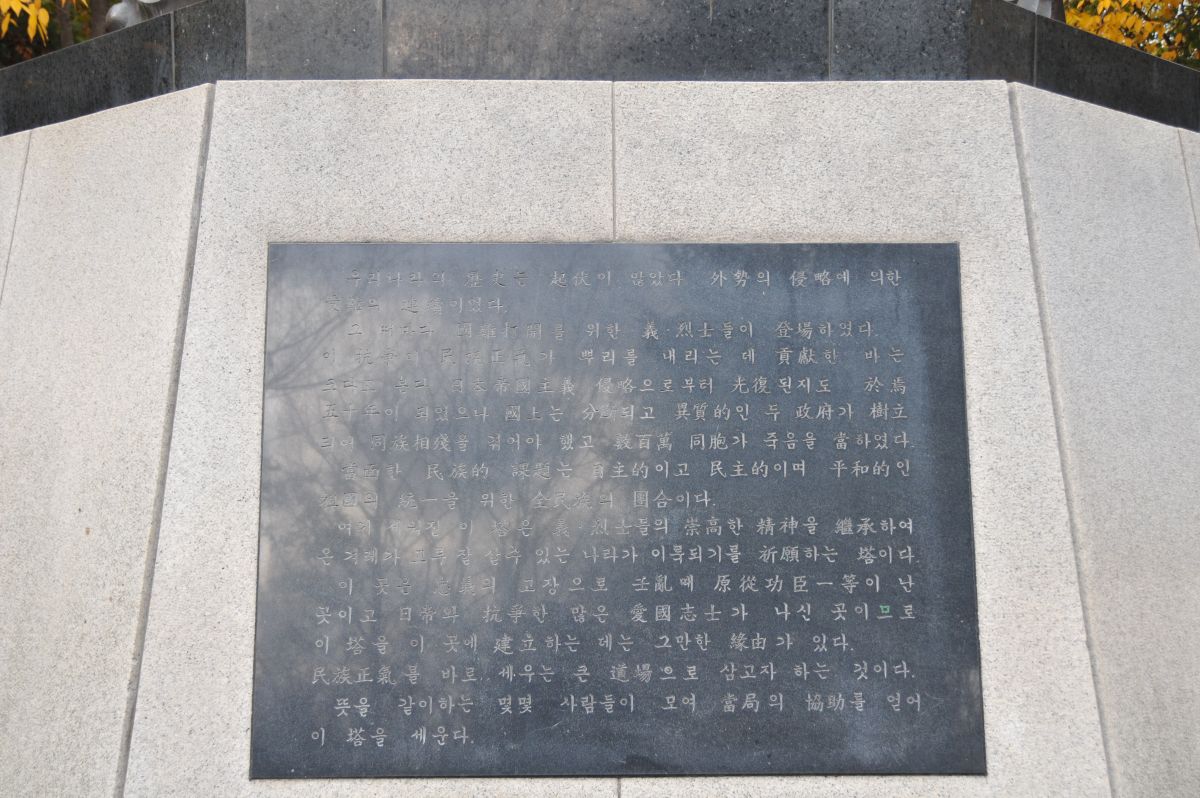 우리나라의 歷史는 起伏이 많았다 外勢의 侵略에 의한
受難의 連續이었다.
그 때마다 國難打開를 위한 義·烈士들이 登場하였다.
이 抗爭이 民族正氣가 뿌리를 내리는 데 貢獻한 바는
크다고 본다 日本帝國主義 侵略으로부터 光復된지도 於焉
五十年이 되었으나 國土는 分斷되고 異質的인 두 政府가 樹立
되여 同族相殘을 겪어야 했고 數百萬 同胞가 죽음을 當하였다.
當面한 民族的 課題는 自主的이고 民主的이며 平和的인
祖國의 統一을 위한 全民族의 團合이다.
여기 세워진 이 塔은 義·烈士들의 崇高한 精神을 繼承하여
온 겨레가 고루 잘 살수 있는 나라가 이룩되기를 祈願하는 塔이다.
이 곳은 忠義의 고장으로 壬亂때 原從功臣一等이 난
곳이고 日帝와 抗爭한 많은 愛國志士가 나신 곳이므로
이 塔을 이 곳에 建立하는 데는 그만한 緣由가 있다.
民族正氣를 바로 세우는 큰 道場으로 삼고자 하는 것이다.
뜻을 같이하는 몇몇 사람들이 모여 當局의 協助를 얻어
이 塔을 세운다.